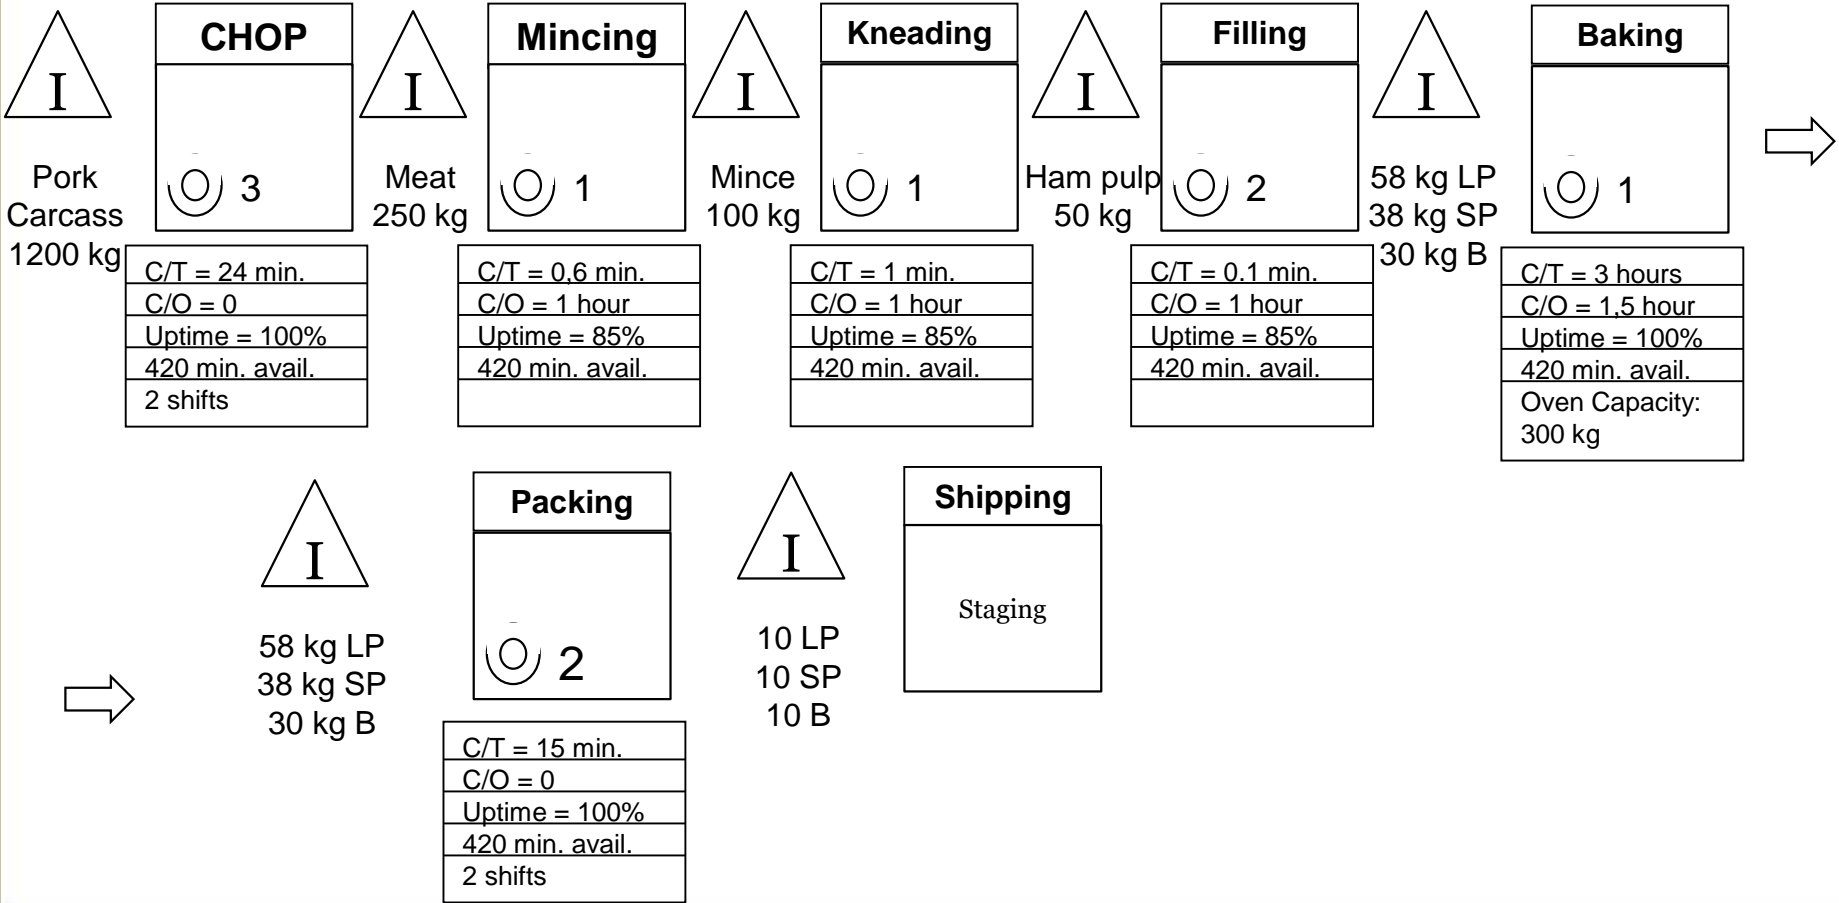 I
Pork
Carcass
1200 kg
CHOP
3
C/T = 24 min.
C/O = 0
Uptime = 100%
420 min. avail.
2 shifts
I
Meat
250 kg
Mincing
1
C/T = 0,6 min.
C/O = 1 hour
Uptime = 85%
420 min. avail.
I
Mince
100 kg
Kneading
1
C/T = 1 min.
C/O = 1 hour
Uptime = 85%
420 min. avail.
I
Ham pulp
50 kg
Filling
2
C/T = 0.1 min.
C/O = 1 hour
Uptime = 85%
420 min. avail.
I
58 kg LP
38 kg SP
30 kg B
Baking
1
C/T = 3 hours
C/O = 1,5 hour
Uptime = 100%
420 min. avail.
Oven Capacity:
300 kg
I
58 kg LP
38 kg SP
30 kg B
Packing
2
C/T = 15 min.
C/O = 0
Uptime = 100%
420 min. avail.
2 shifts
I
10 LP
10 SP
10 B
Shipping
Staging